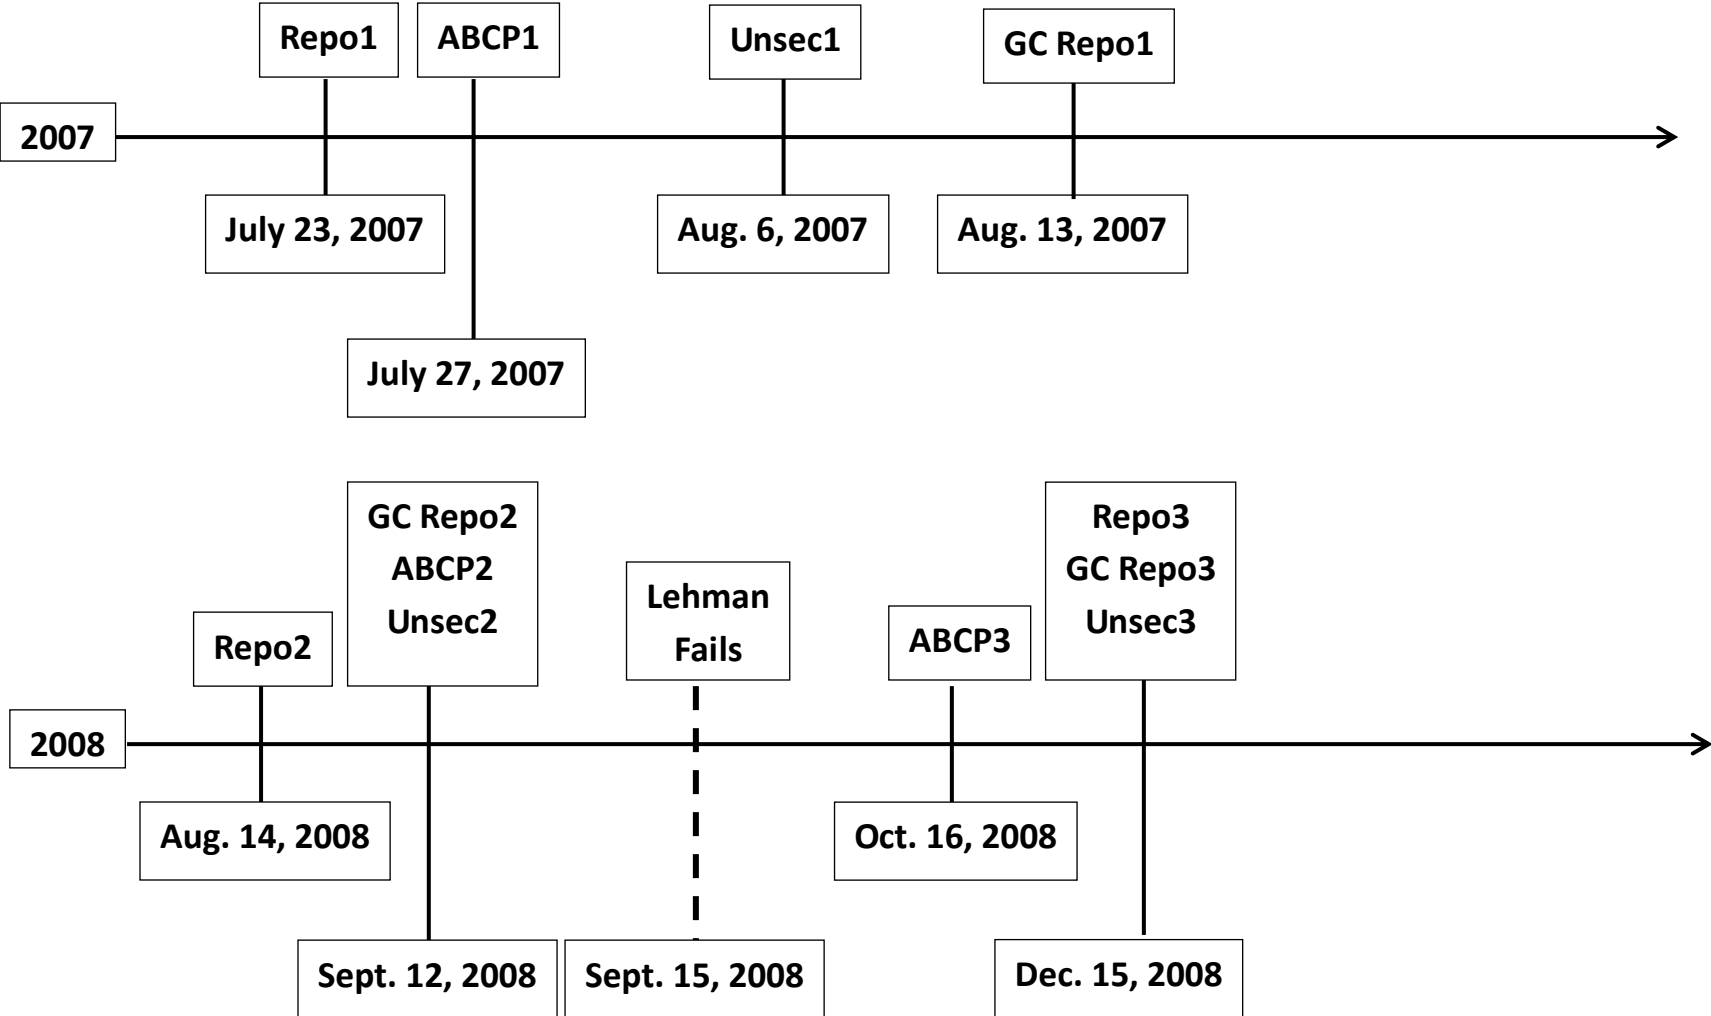 Repo1
ABCP1
Unsec1
GC Repo1
2007
July 23, 2007
Aug. 6, 2007
Aug. 13, 2007
July 27, 2007
GC Repo2
ABCP2
Unsec2
Repo3
GC Repo3
Unsec3
Lehman
Fails
Repo2
ABCP3
2008
Aug. 14, 2008
Oct. 16, 2008
Sept. 12, 2008
Sept. 15, 2008
Dec. 15, 2008